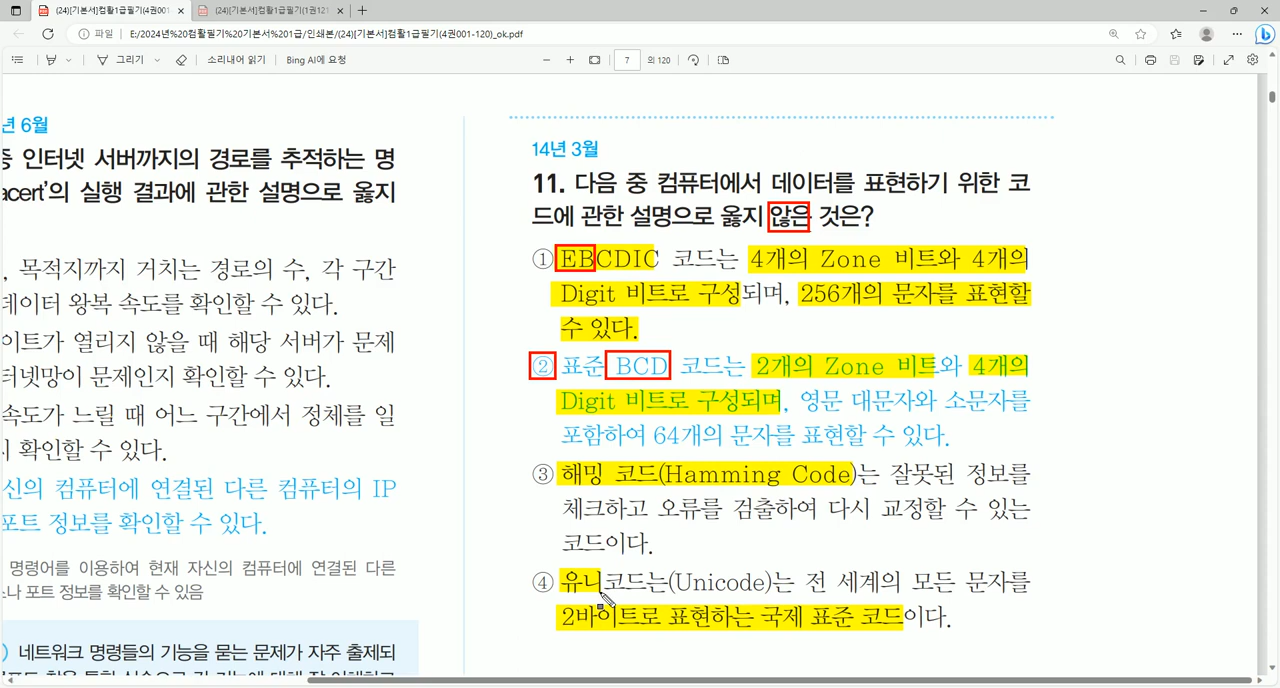 (24)[기본서]컴활1급필기(4권001
(24)[기본서]컴활1급필기(1권121
파일
E:/2024년%20컴활필기%20기본서%201급/인쇄본/(24)[기본서]컴활1급필기(4권001-120)_ok.pdf
그리기
소리내어 읽기
Bing AI에 요청
7
의 120
년 6월
중 인터넷 서버까지의 경로를 추적하는 명
acert'의 실행 결과에 관한 설명으로 옳지
, 목적지까지 거치는 경로의 수, 각 구간
데이터 왕복 속도를 확인할 수 있다.
이트가 열리지 않을 때 해당 서버가 문제
터넷망이 문제인지 확인할 수 있다.
속도가 느릴 때 어느 구간에서 정체를 일
확인할 수 있다.
신의 컴퓨터에 연결된 다른 컴퓨터의 IP
포트 정보를 확인할 수 있다.
명령어를 이용하여 현재 자신의 컴퓨터에 연결된 다른
나 포트 정보를 확인할 수 있음
) 네트워크 명령들의 기능을 묻는 문제가 자주 출제되
14년 3월
11. 다음 중 컴퓨터에서 데이터를 표현하기 위한 코
드에 관한 설명으로 옳지 않은 것은?
① EBCDIC 코드는 4개의 Zone 비트와 4개의
Digit 비트로 구성되며, 256개의 문자를 표현할
수 있다.
② 표준 BCD 코드는 2개의 Zone 비트와 4개의
Digit 비트로 구성되며, 영문 대문자와 소문자를
포함하여 64개의 문자를 표현할 수 있다.
③ 해밍 코드(Hamming Code)는 잘못된 정보를
체크하고 오류를 검출하여 다시 교정할 수 있는
코드이다.
④ 유니코드는(Unicode)는 전 세계의 모든 문자를
2바이트로 표현하는 국제 표준 코드이다.